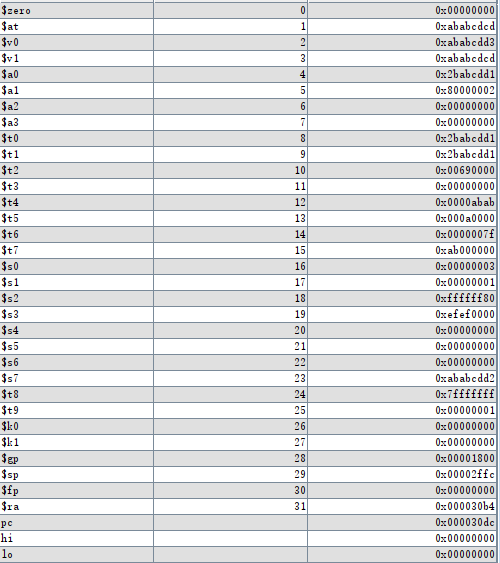 $zero 0 0x00000000
$at 1 0xababcdcd
$v0 2 0xababcdd3
$v1 3 0xababcdcd
$a0 4 0x2babcdd1
$a1 5 0x80000002
$a2 6 0x00000000
$a3 7 0x00000000
$t0 8 0x2babcdd1
$t1 9 0x2babcdd1
$t2 10 0x00690000
$t3 11 0x00000000
$t4 12 0x0000abab
$t5 13 0x000a0000
$t6 14 0x0000007f
$t7 15 0xab000000
$s0 16 0x00000003
$s1 17 0x00000001
$s2 18 0xffffff80
$s3 19 0xefef0000
$s4 20 0x00000000
$s5 21 0x00000000
$s6 22 0x00000000
$s7 23 0xababcdd2
$t8 24 0x7fffffff
$t9 25 0x00000001
$k0 26 0x00000000
$k1 27 0x00000000
$gp 28 0x00001800
$sp 29 0x00002ffc
$fp 30 0x00000000
$ra 31 0x000030b4
pc 0x000030dc
hi 0x00000000
lo 0x00000000